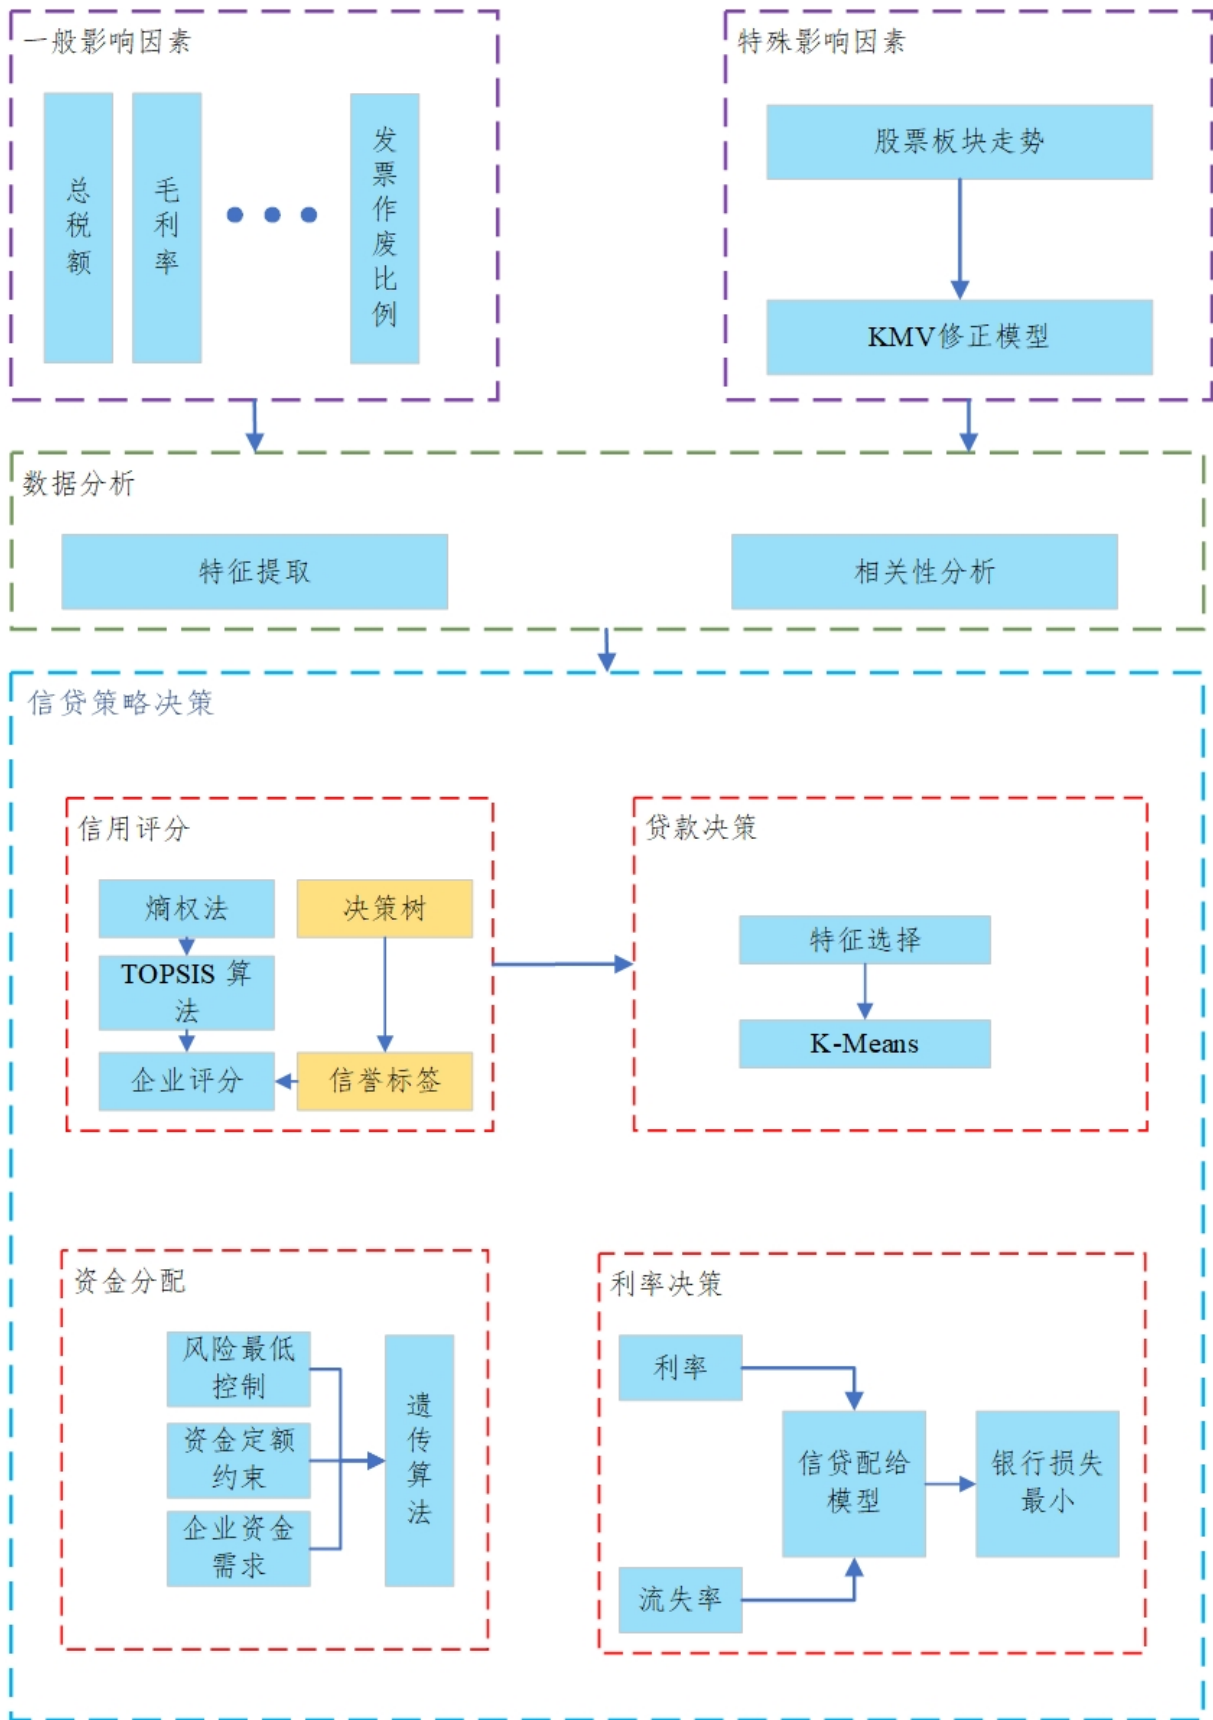 一般影响因素
总税额
毛利率
发票作废比例
特殊影响因素
股票板块走势
KMV修正模型
数据分析
特征提取
相关性分析
信贷策略决策
信用评分
熵权法
决策树
TOPSIS 算
法
企业评分
信誉标签
贷款决策
特征选择
K-Means
资金分配
风险最低
控制
资金定额
约束
企业资金
需求
遗传算法
利率决策
利率
流失率
信贷配给
模型
银行损失
最小